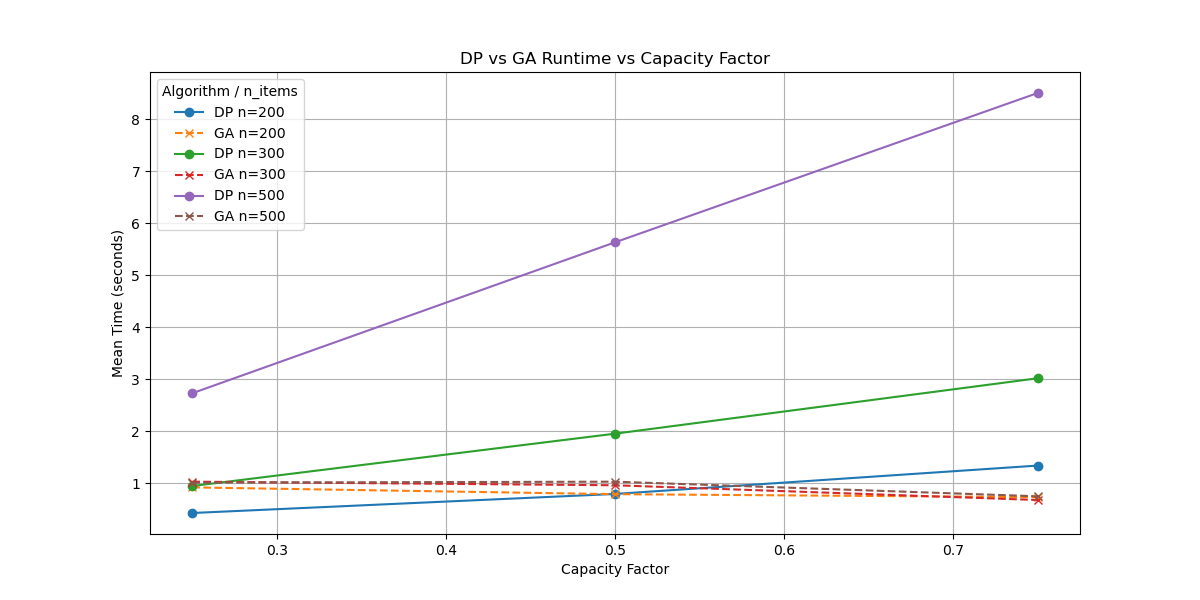 DP vs GA Runtime vs Capacity Factor
Algorithm / n_items
DP n=200
GA n=200
DP n=300
GA n=300
DP n=500
GA n=500
Mean Time (seconds)
8
7
6
5
4
3
2
1
0.3 0.4 0.5 0.6 0.7
Capacity Factor